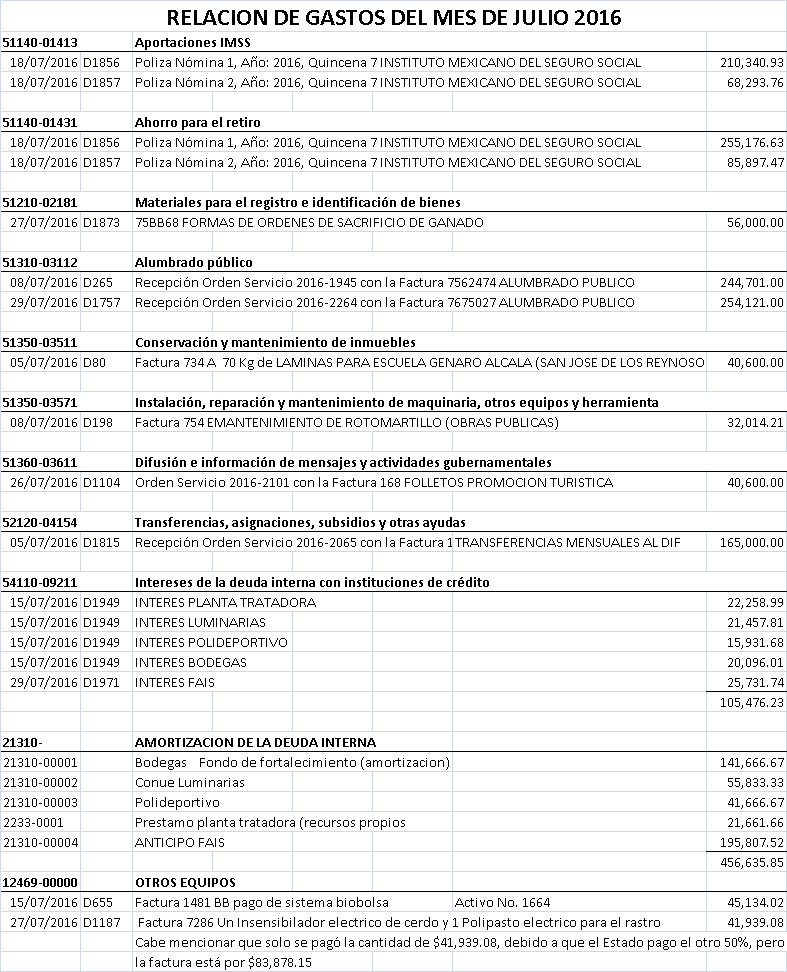 RELACION DE GASTOS DEL MES DE JULIO 2016
51140-01413 Aportaciones IMSS
18/07/2016 D1856 Poliza Nómina 1, Año: 2016, Quincena 7 INSTITUTO MEXICANO DEL SEGURO SOCIAL 210,340.93
18/07/2016 D1857 Poliza Nómina 2, Año: 2016, Quincena 7 INSTITUTO MEXICANO DEL SEGURO SOCIAL 68,293.76
51140-01431 Ahorro para el retiro
18/07/2016 D1856 Poliza Nómina 1, Año: 2016, Quincena 7 INSTITUTO MEXICANO DEL SEGURO SOCIAL 255,176.63
18/07/2016 D1857 Poliza Nómina 2, Año: 2016, Quincena 7 INSTITUTO MEXICANO DEL SEGURO SOCIAL 85,897.47
51210-02181 Materiales para el registro e identificación de bienes
27/07/2016 D1873 75BB68 FORMAS DE ORDENES DE SACRIFICIO DE GANADO 56,000.00
51310-03112 Alumbrado público
08/07/2016 D265 Recepción Orden Servicio 2016-1945 con la Factura 7562474 ALUMBRADO PUBLICO 244,701.00
29/07/2016 D1757 Recepción Orden Servicio 2016-2264 con la Factura 7675027 ALUMBRADO PUBLICO 254,121.00
51350-03511 Conservación y mantenimiento de inmuebles
05/07/2016 D80 Factura 734 A 70 Kg de LAMINAS PARA ESCUELA GENARO ALCALA (SAN JOSE DE LOS REYNOSO 40,600.00
51350-03571 Instalación, reparación y mantenimiento de maquinaria, otros equipos y herramienta
08/07/2016 D198 Factura 754 EMANTENIMIENTO DE ROTOMARTILLO (OBRAS PUBLICAS) 32,014.21
51360-03611 Difusión e información de mensajes y actividades gubernamentales
26/07/2016 D1104 Orden Servicio 2016-2101 con la Factura 168 FOLLETOS PROMOCION TURISTICA 40,600.00
52120-04154 Transferencias, asignaciones, subsidios y otras ayudas
05/07/2016 D1815 Recepción Orden Servicio 2016-2065 con la Factura 1 TRANSFERENCIAS MENSUALES AL DIF 165,000.00
54110-09211 Intereses de la deuda interna con instituciones de crédito
15/07/2016 D1949 INTERES PLANTA TRATADORA 22,258.99
15/07/2016 D1949 INTERES LUMINARIAS 21,457.81
15/07/2016 D1949 INTERES POLIDEPORTIVO 15,931.68
15/07/2016 D1949 INTERES BODEGAS 20,096.01
29/07/2016 D1971 INTERES FAIS 25,731.74
105,476.23
21310- AMORTIZACION DE LA DEUDA INTERNA
21310-00001 Bodegas Fondo de fortalecimiento (amortizacion) 141,666.67
21310-00002 Conue Luminarias 55,833.33
21310-00003 Polideportivo 41,666.67
2233-0001 Prestamo planta tratadora (recursos propios 21,661.66
21310-00004 ANTICIPO FAIS 195,807.52
456,635.85
12469-00000 OTROS EQUIPOS
15/07/2016 D655 Factura 1481 BB pago de sistema biobolsa Activo No. 1664 45,134.02
27/07/2016 D1187 Factura 7286 Un Insensibilador electrico de cerdo y 1 Polipasto electrico para el rastro 41,939.08
Cabe mencionar que solo se pagó la cantidad de $41,939.08, debido a que el Estado pago el otro 50%, pero
la factura está por $83,878.15